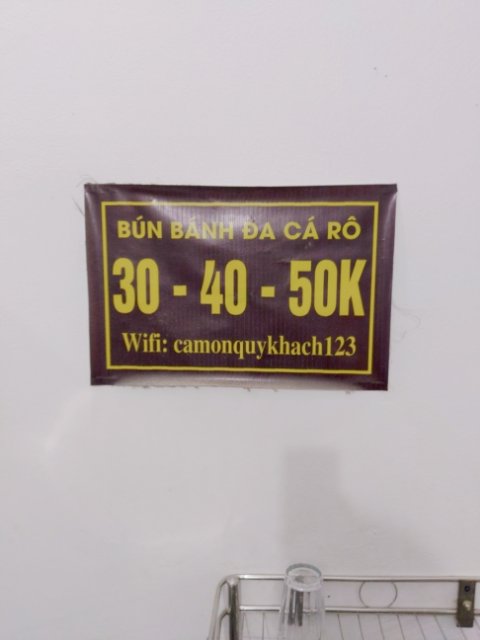 BÚN BÁNH ĐA CÁ RÔ
30 - 40 - 50K
Wifi: camonquykhach123